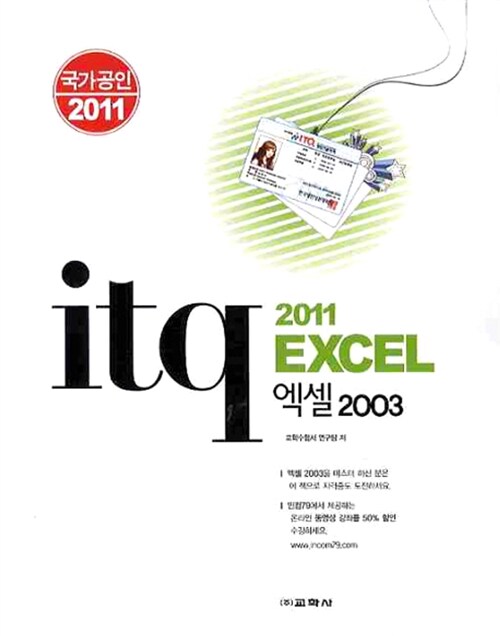 국가공인
2011
ITQ
itq
2011
EXCEL
엑셀 2003
교학수험서 연구팀 저
엑셀 2003을 마스터 하신 분은
이 책으로 자격증도 도전하세요.
인컴79에서 제공하는
온라인 동영상 강좌를 50% 할인
수강하세요.
www.incom79.com
(주)교학사